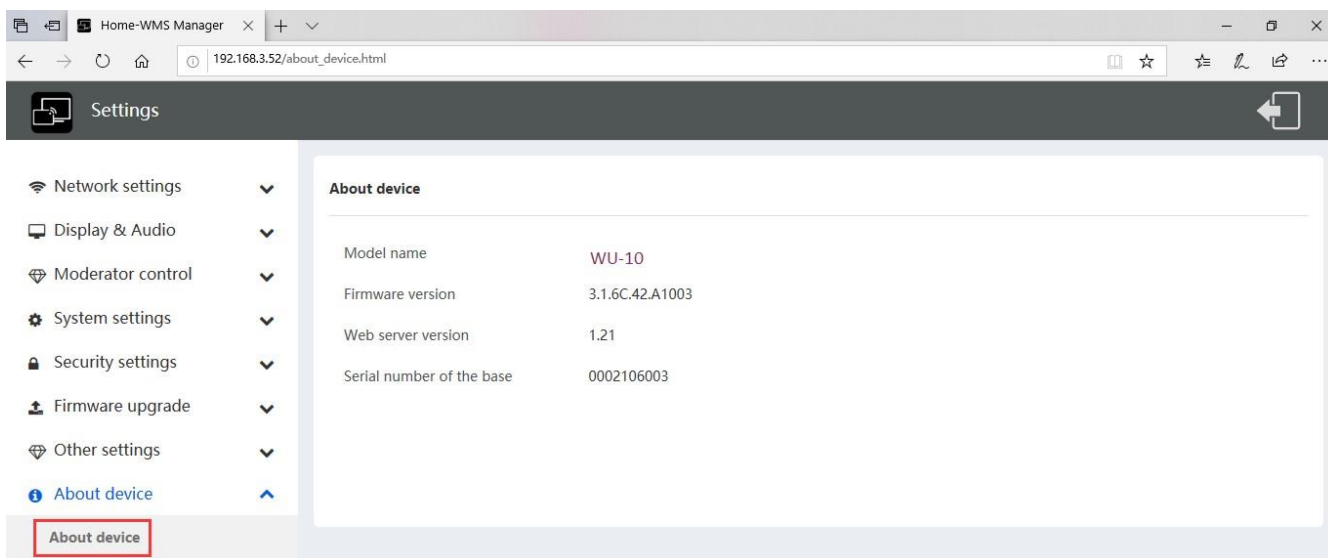 Home-WMS Manager
192.168.3.52/about_device.html
Settings
Network settings
Display & Audio
Moderator control
System settings
Security settings
Firmware upgrade
Other settings
About device
About device
About device
Model name WU-10
Firmware version 3.1.6C.42.A1003
Web server version 1.21
Serial number of the base 0002106003